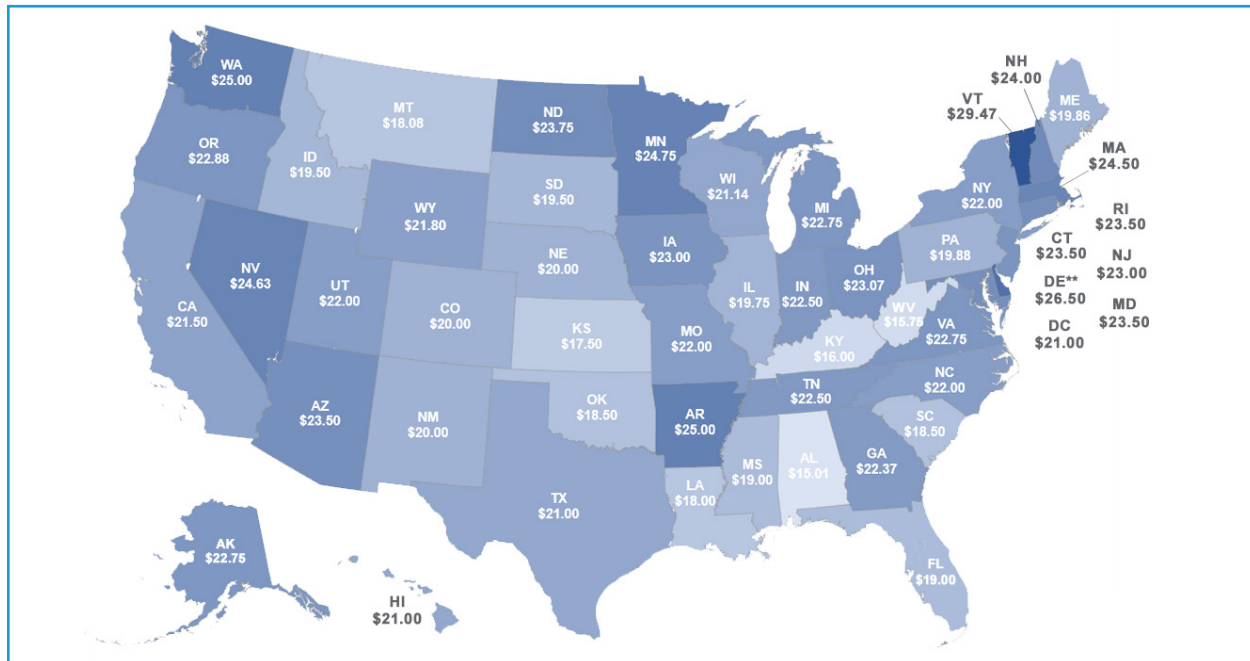 WA
$25.00
OR
$22.88
CA
$21.50
NV
$24.63
ID
$19.50
MT
$18.08
WY
$21.80
UT
$22.00
AZ
$23.50
CO
$20.00
NM
$20.00
ND
$23.75
SD
$19.50
NE
$20.00
KS
$17.50
OK
$18.50
TX
$21.00
MN
$24.75
IA
$23.00
MO
$22.00
AR
$25.00
LA
$18.00
WI
$21.14
IL
$19.75
MI
$22.75
IN
$22.50
OH
$23.07
KY
$16.00
TN
$22.50
MS
$19.00
AL
$15.01
GA
$22.37
FL
$19.00
SC
$18.50
NC
$22.00
VA
$22.75
WV
$15.75
PA
$19.88
NY
$22.00
VT
$29.47
NH
$24.00
ME
$19.86
MA
$24.50
RI
$23.50
CT
$23.50
NJ
$23.00
DE**
$26.50
MD
$23.50
DC
$21.00
AK
$22.75
HI
$21.00